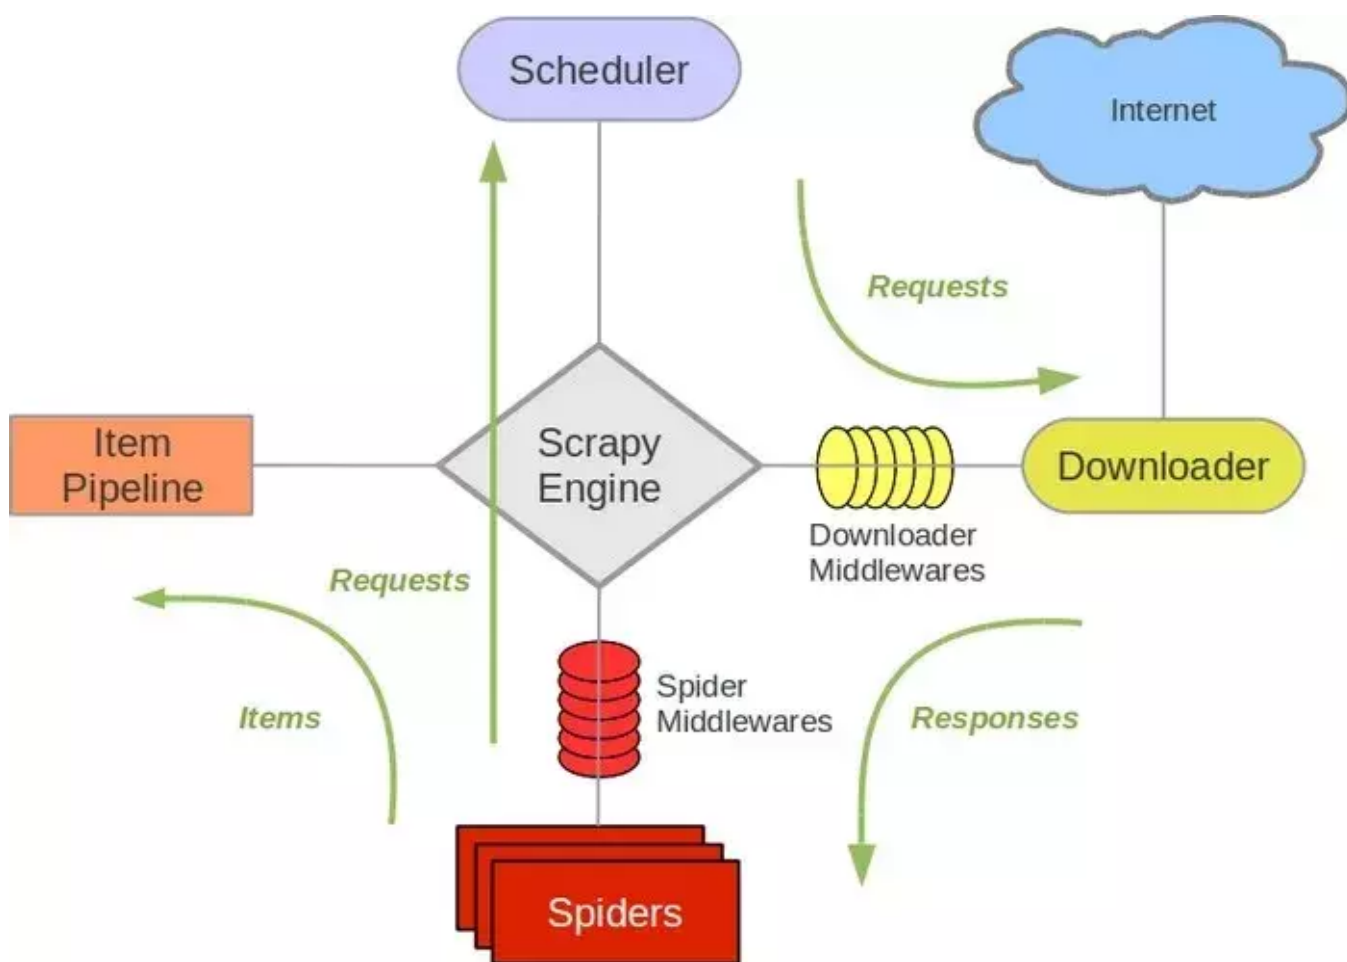 Scheduler
Internet
Requests
Item
Pipeline
Scrapy
Engine
Downloader
Downloader
Middlewares
Requests
Items
Spider
Middlewares
Responses
Spiders